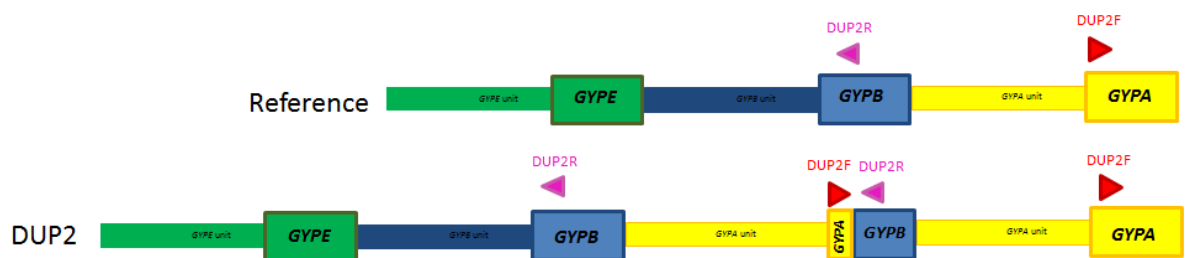 DUP2F
DUP2R
Reference
GYPE unit
GYPE
GYPB unit
GYPB
GYPA unit
GYPA
DUP2R
DUP2F
DUP2R
DUP2F
DUP2
GYPE unit
GYPE
GYPB unit
GYPB
GYPA unit
GYPA
GYPB
GYPA unit
GYPA